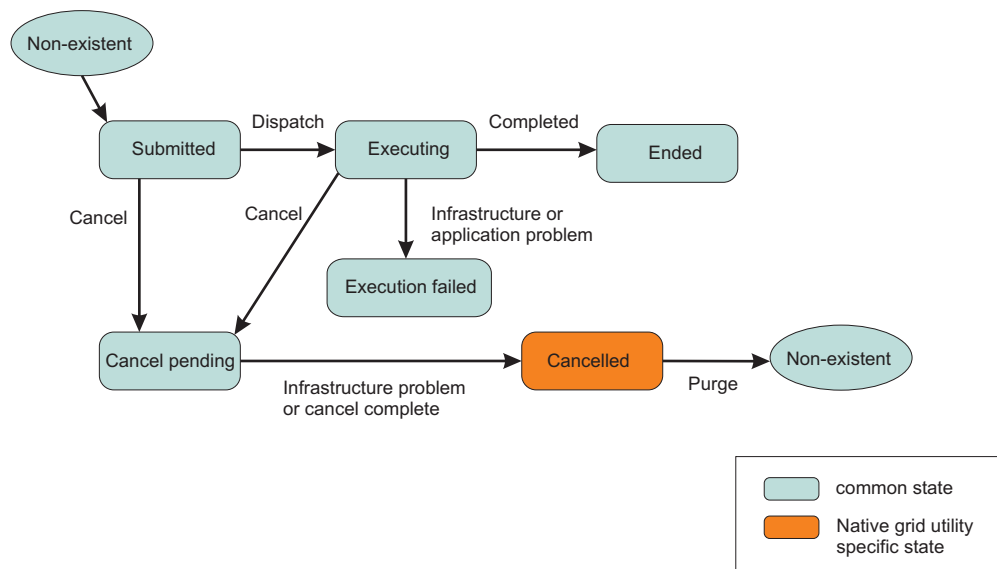 Non-existent
Dispatch
Completed
Submitted
Executing
Ended
Cancel
Cancel
Infrastructure or
application problem
Execution failed
Cancel pending
Cancelled
Non-existent
Infrastructure problem
or cancel complete
Purge
common state
Native grid utility
specific state